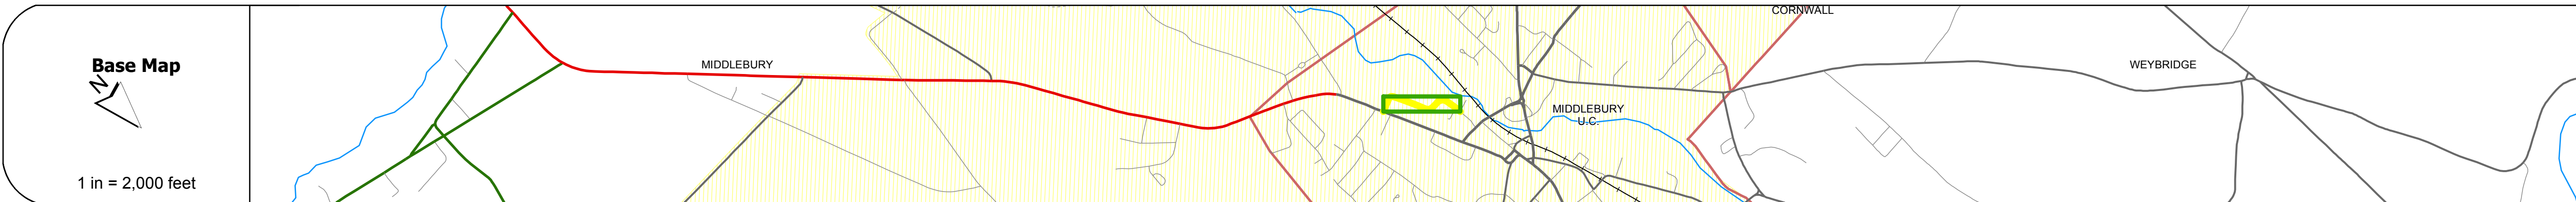 Base Map
N
1 in = 2,000 feet
MIDDLEBURY
MIDDLEBURY
U.C.
CORNWALL
WEYBRIDGE